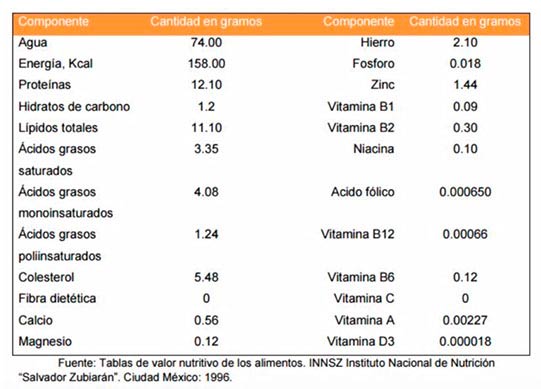 Componente Cantidad en gramos Componente Cantidad en gramos
Agua 74.00 Hierro 2.10
Energía, Kcal 158.00 Fosforo 0.018
Proteínas 12.10 Zinc 1.44
Hidratos de carbono 1.2 Vitamina B1 0.09
Lípidos totales 11.10 Vitamina B2 0.30
Ácidos grasos 3.35 Niacina 0.10
saturados
Ácidos grasos 4.08 Acido fólico 0.000650
monoinsaturados
Ácidos grasos 1.24 Vitamina B12 0.00066
poliinsaturados
Colesterol 5.48 Vitamina B6 0.12
Fibra dietética 0 Vitamina C 0
Calcio 0.56 Vitamina A 0.00227
Magnesio 0.12 Vitamina D3 0.000018
Fuente: Tablas de valor nutritivo de los alimentos. INNSZ Instituto Nacional de Nutrición
“Salvador Zubiarán”. Ciudad México: 1996.